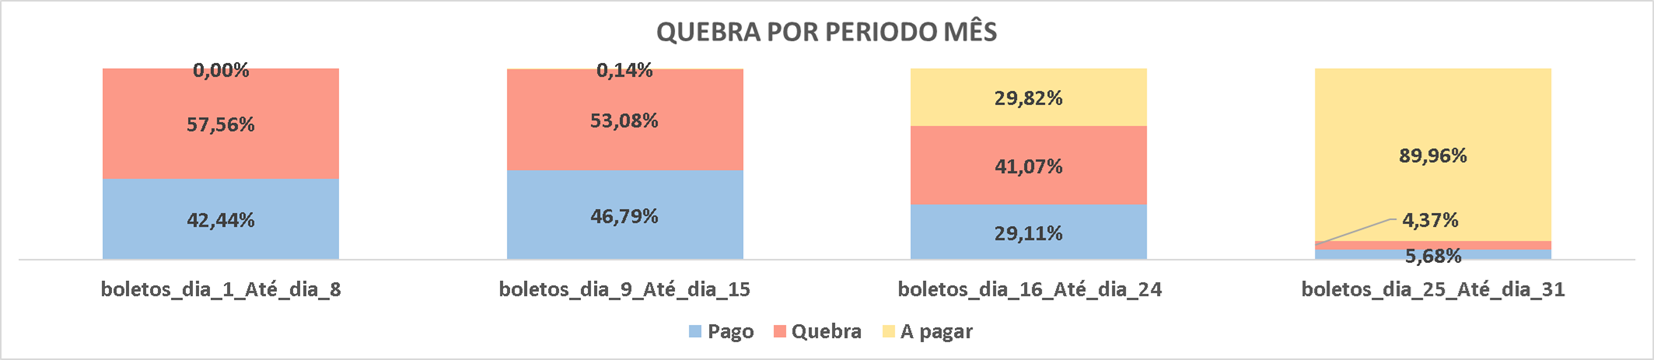 QUEBRA POR PERIODO MÊS
0,00%
57,56%
42,44%
0,14%
53,08%
46,79%
29,82%
41,07%
29,11%
89,96%
4,37%
5,68%
boletos_dia_1_Até_dia_8
boletos_dia_9_Até_dia_15
boletos_dia_16_Até_dia_24
boletos_dia_25_Até_dia_31
Pago Quebra A pagar